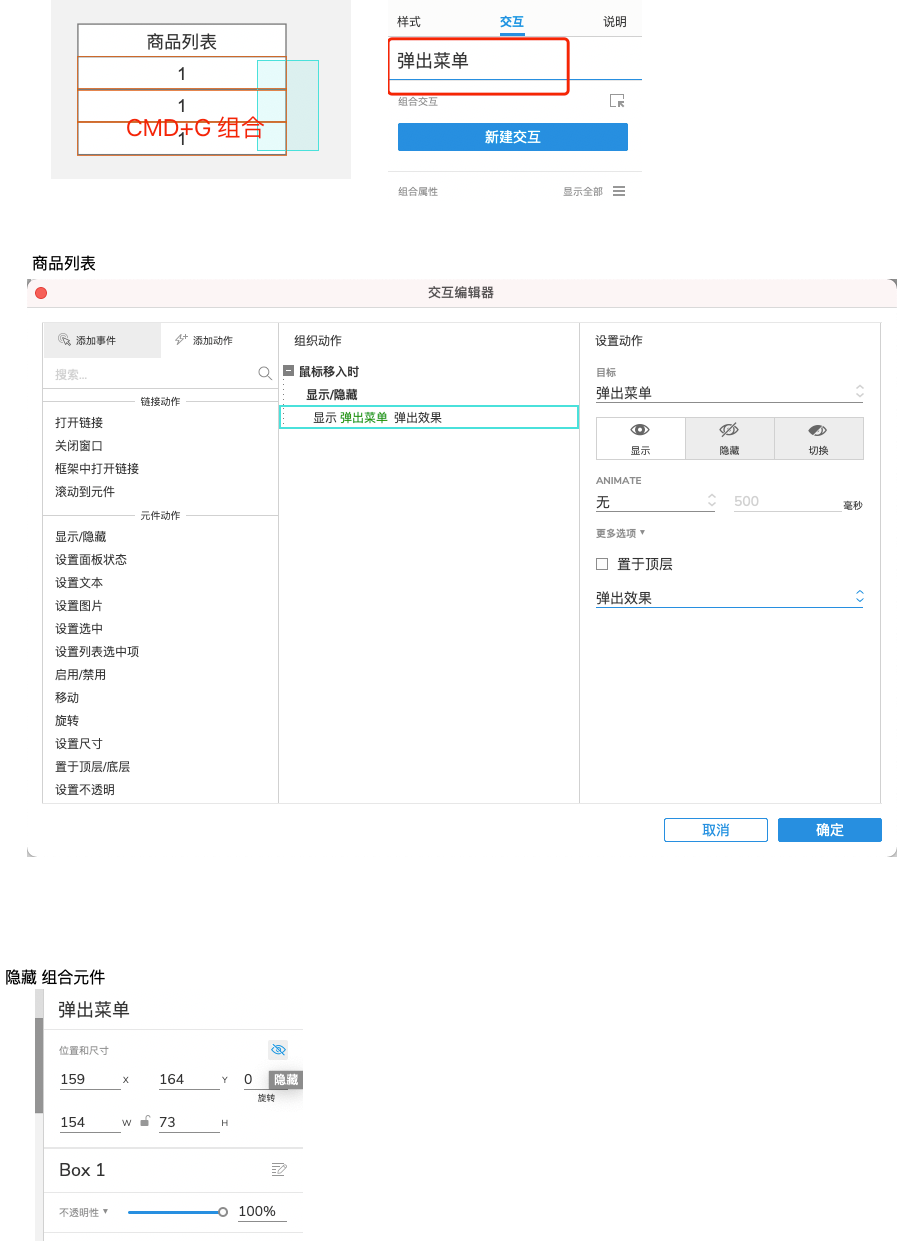 商品列表
1
1
1
CMD+G 组合
样式 交互 说明
弹出菜单
组合交互
新建交互
组合属性 显示全部
商品列表
交互编辑器
添加事件 添加动作
搜索...
链接动作
打开链接
关闭窗口
框架中打开链接
滚动到元件
元件动作
显示/隐藏
设置面板状态
设置文本
设置图片
设置选中
设置列表选中项
启用/禁用
移动
旋转
设置尺寸
置于顶层/底层
设置不透明
组织动作
鼠标移入时
显示/隐藏
显示 弹出菜单 弹出效果
设置动作
目标
弹出菜单
显示 隐藏 切换
ANIMATE
无 500 毫秒
更多选项
置于顶层
弹出效果
取消 确定
隐藏 组合元件
弹出菜单
位置和尺寸
159 X 164 Y 0 隐藏
旋转
154 W 73 H
Box 1
不透明性 100%